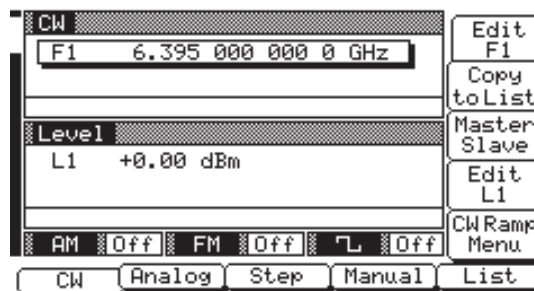 CW
F1 6.395 000 000 0 GHz
Level
L1 +0.00 dBm
AM Off FM Off Off
CW Analog Step Manual List
Edit
F1
Copy
to List
Master
Slave
Edit
L1
CW Ramp
Menu